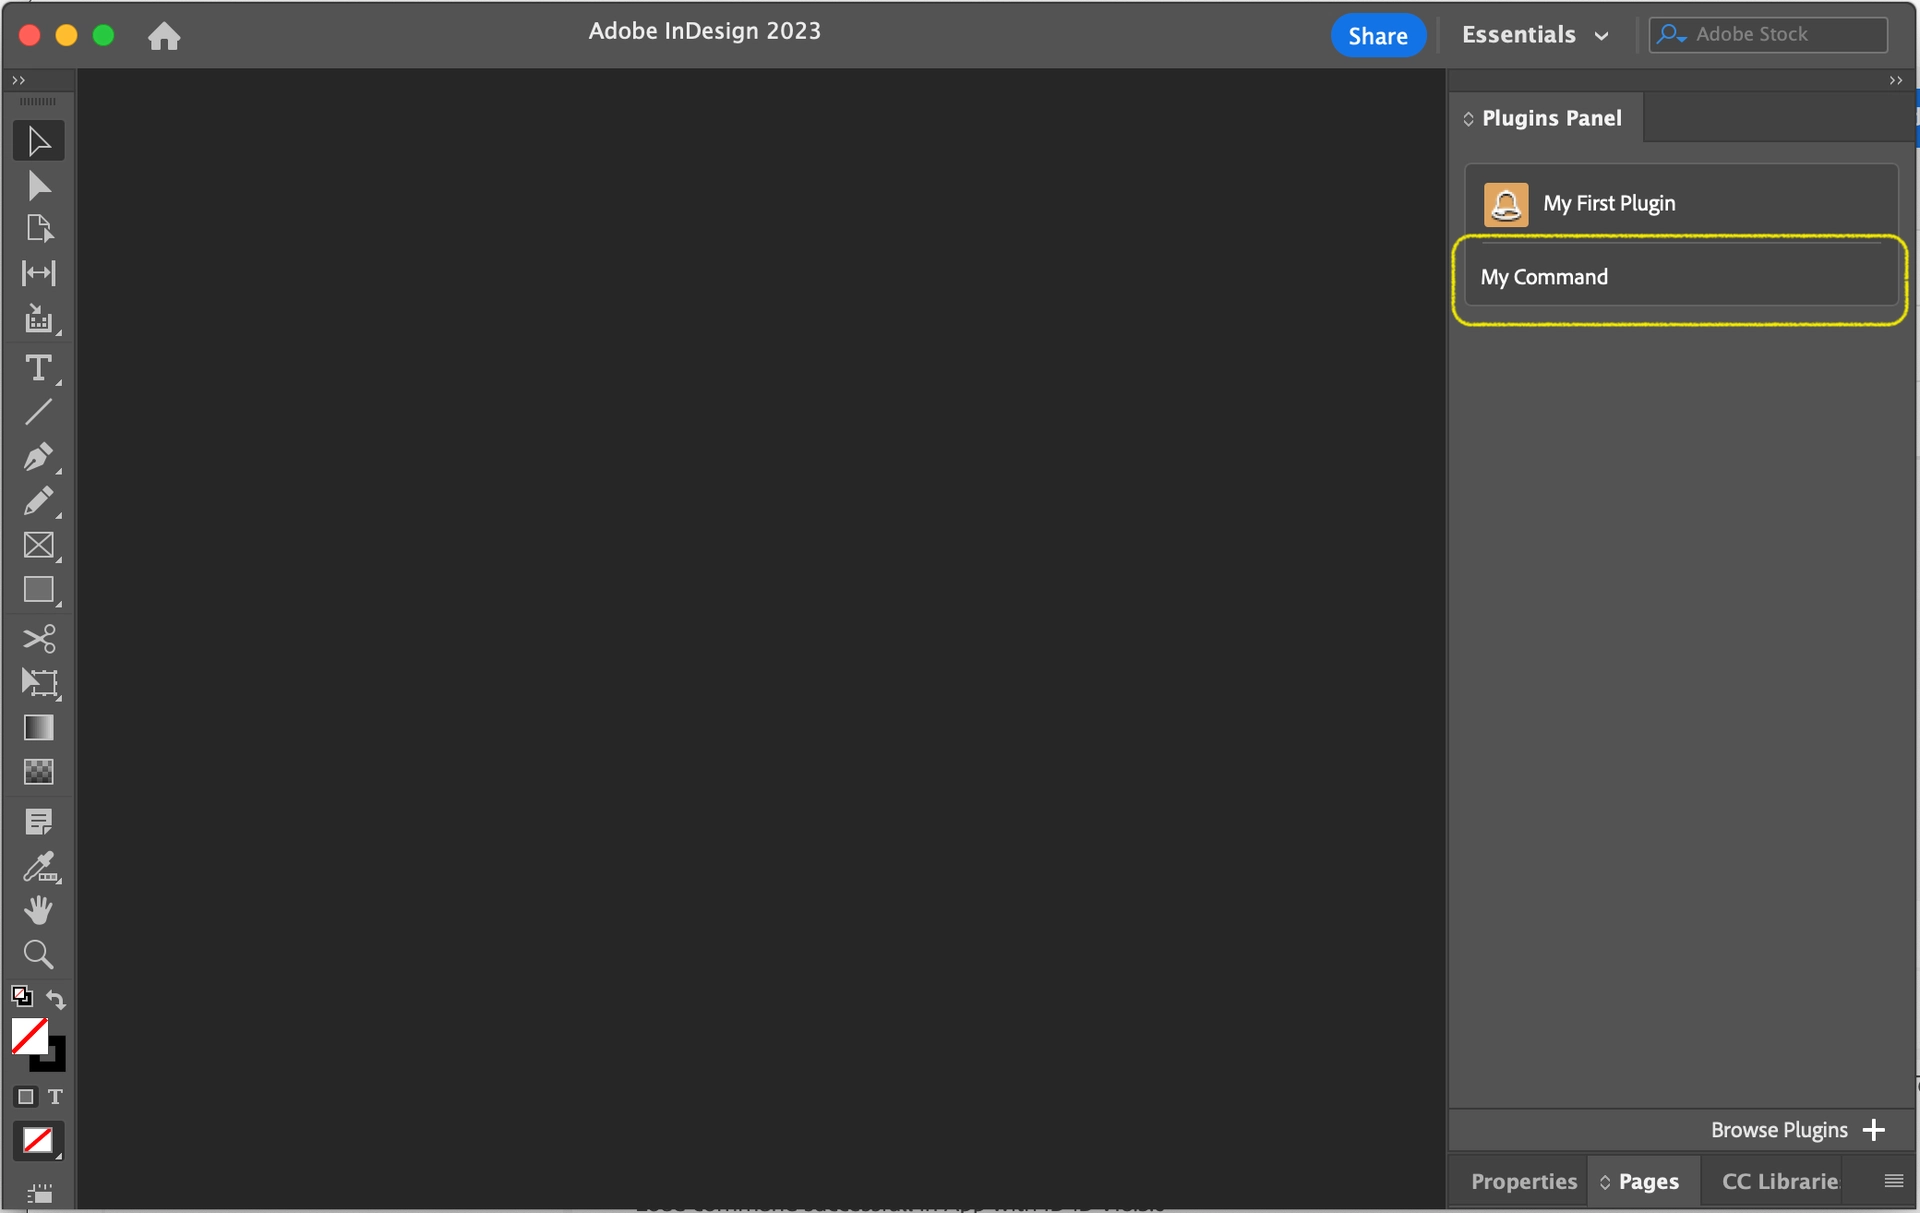 Adobe InDesign 2023
Share
Essentials
Adobe Stock
Plugins Panel
My First Plugin
My Command
Browse Plugins
Properties
Pages
CC Librarie